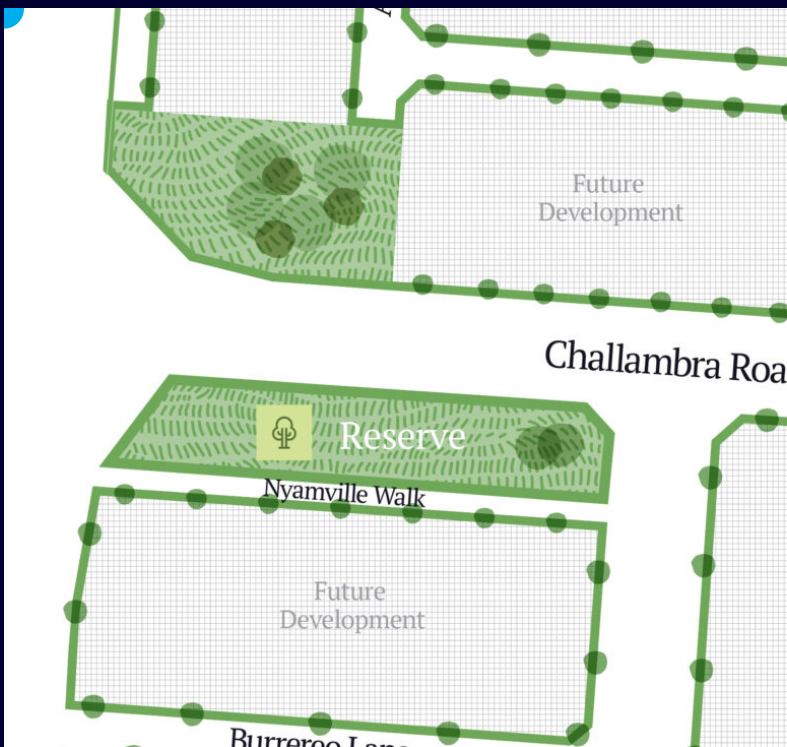 Future
Development
Challambra Roa
Reserve
Nyamville Walk
Future
Development